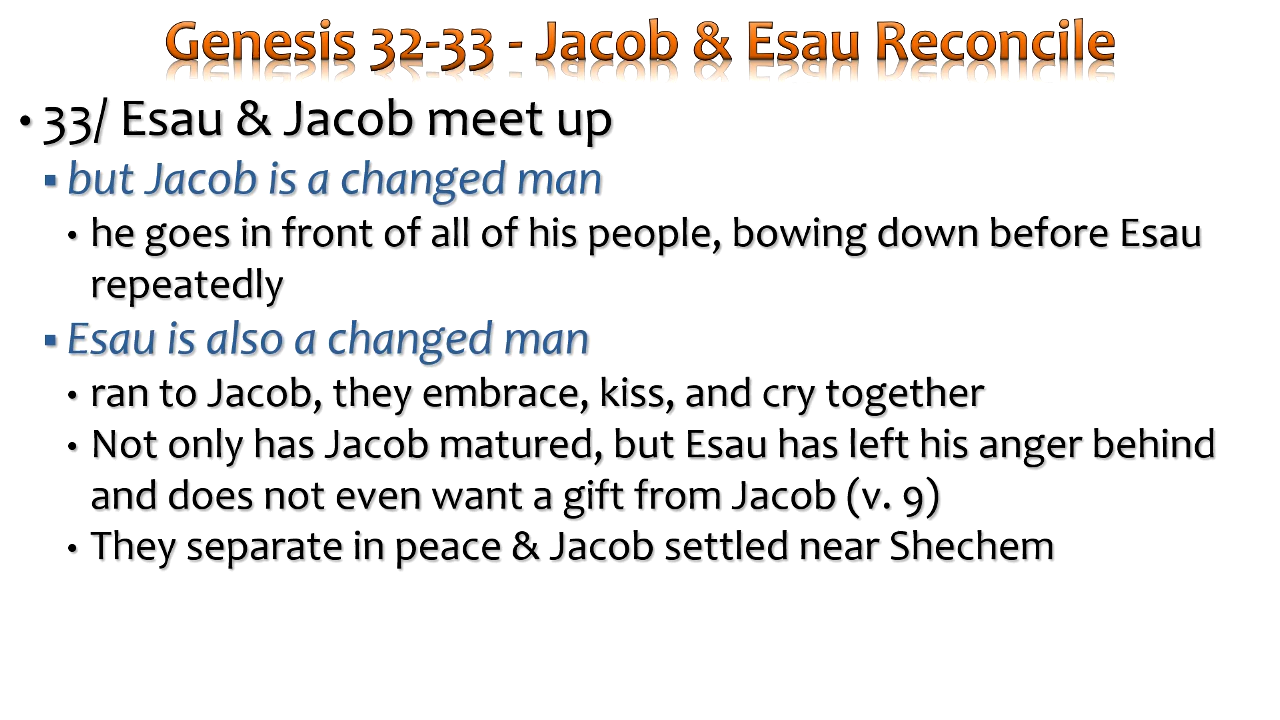 Genesis 32-33 - Jacob & Esau Reconcile
• 33/ Esau & Jacob meet up
▪ but Jacob is a changed man
• he goes in front of all of his people, bowing down before Esau
repeatedly
▪ Esau is also a changed man
• ran to Jacob, they embrace, kiss, and cry together
• Not only has Jacob matured, but Esau has left his anger behind
and does not even want a gift from Jacob (v. 9)
• They separate in peace & Jacob settled near Shechem